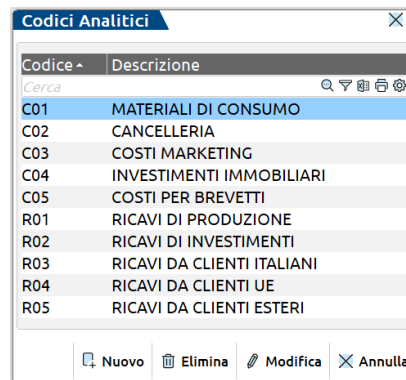 Codici Analitici
Codice Descrizione
Cerca
C01 MATERIALI DI CONSUMO
C02 CANCELLERIA
C03 COSTI MARKETING
C04 INVESTIMENTI IMMOBILIARI
C05 COSTI PER BREVETTI
R01 RICAVI DI PRODUZIONE
R02 RICAVI DI INVESTIMENTI
R03 RICAVI DA CLIENTI ITALIANI
R04 RICAVI DA CLIENTI UE
R05 RICAVI DA CLIENTI ESTERI
Nuovo Elimina Modifica Annulla